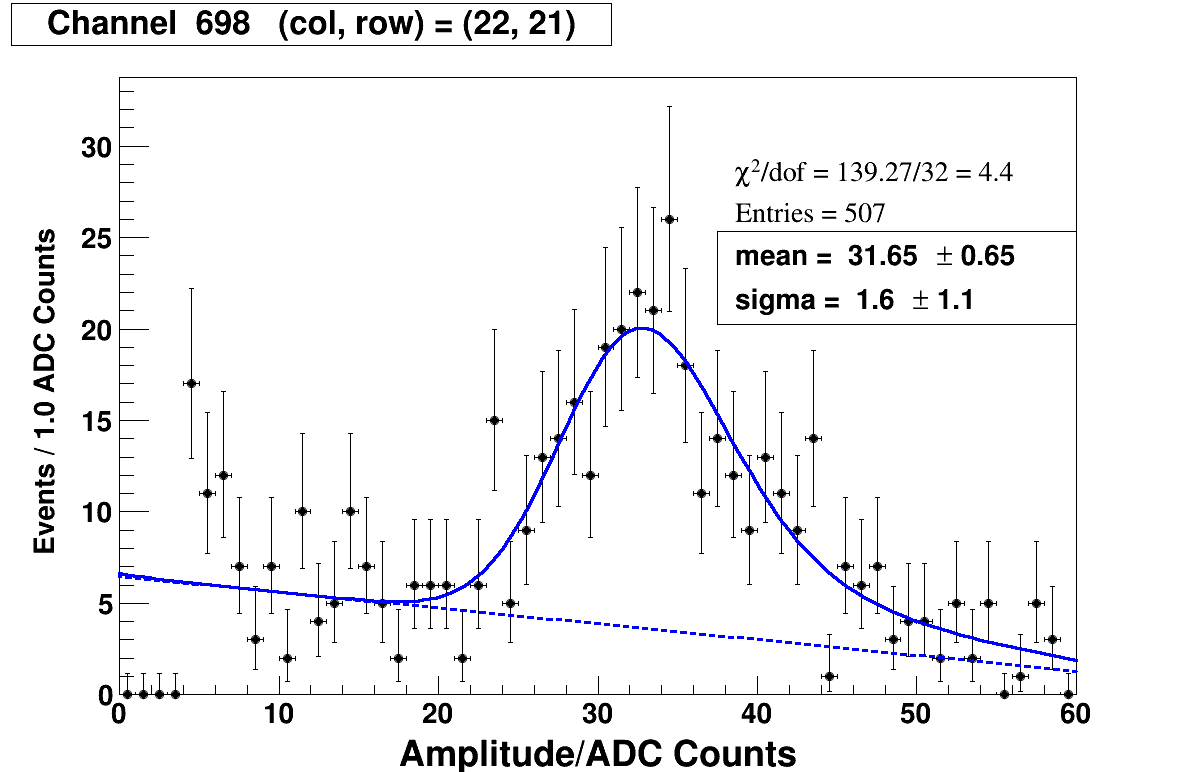 Channel 698 (col, row) = (22, 21)
χ²/dof = 139.27/32 = 4.4
Entries = 507
mean = 31.65 ± 0.65
sigma = 1.6 ± 1.1
Events / 1.0 ADC Counts
30
25
20
15
10
5
0
0 10 20 30 40 50 60
Amplitude/ADC Counts